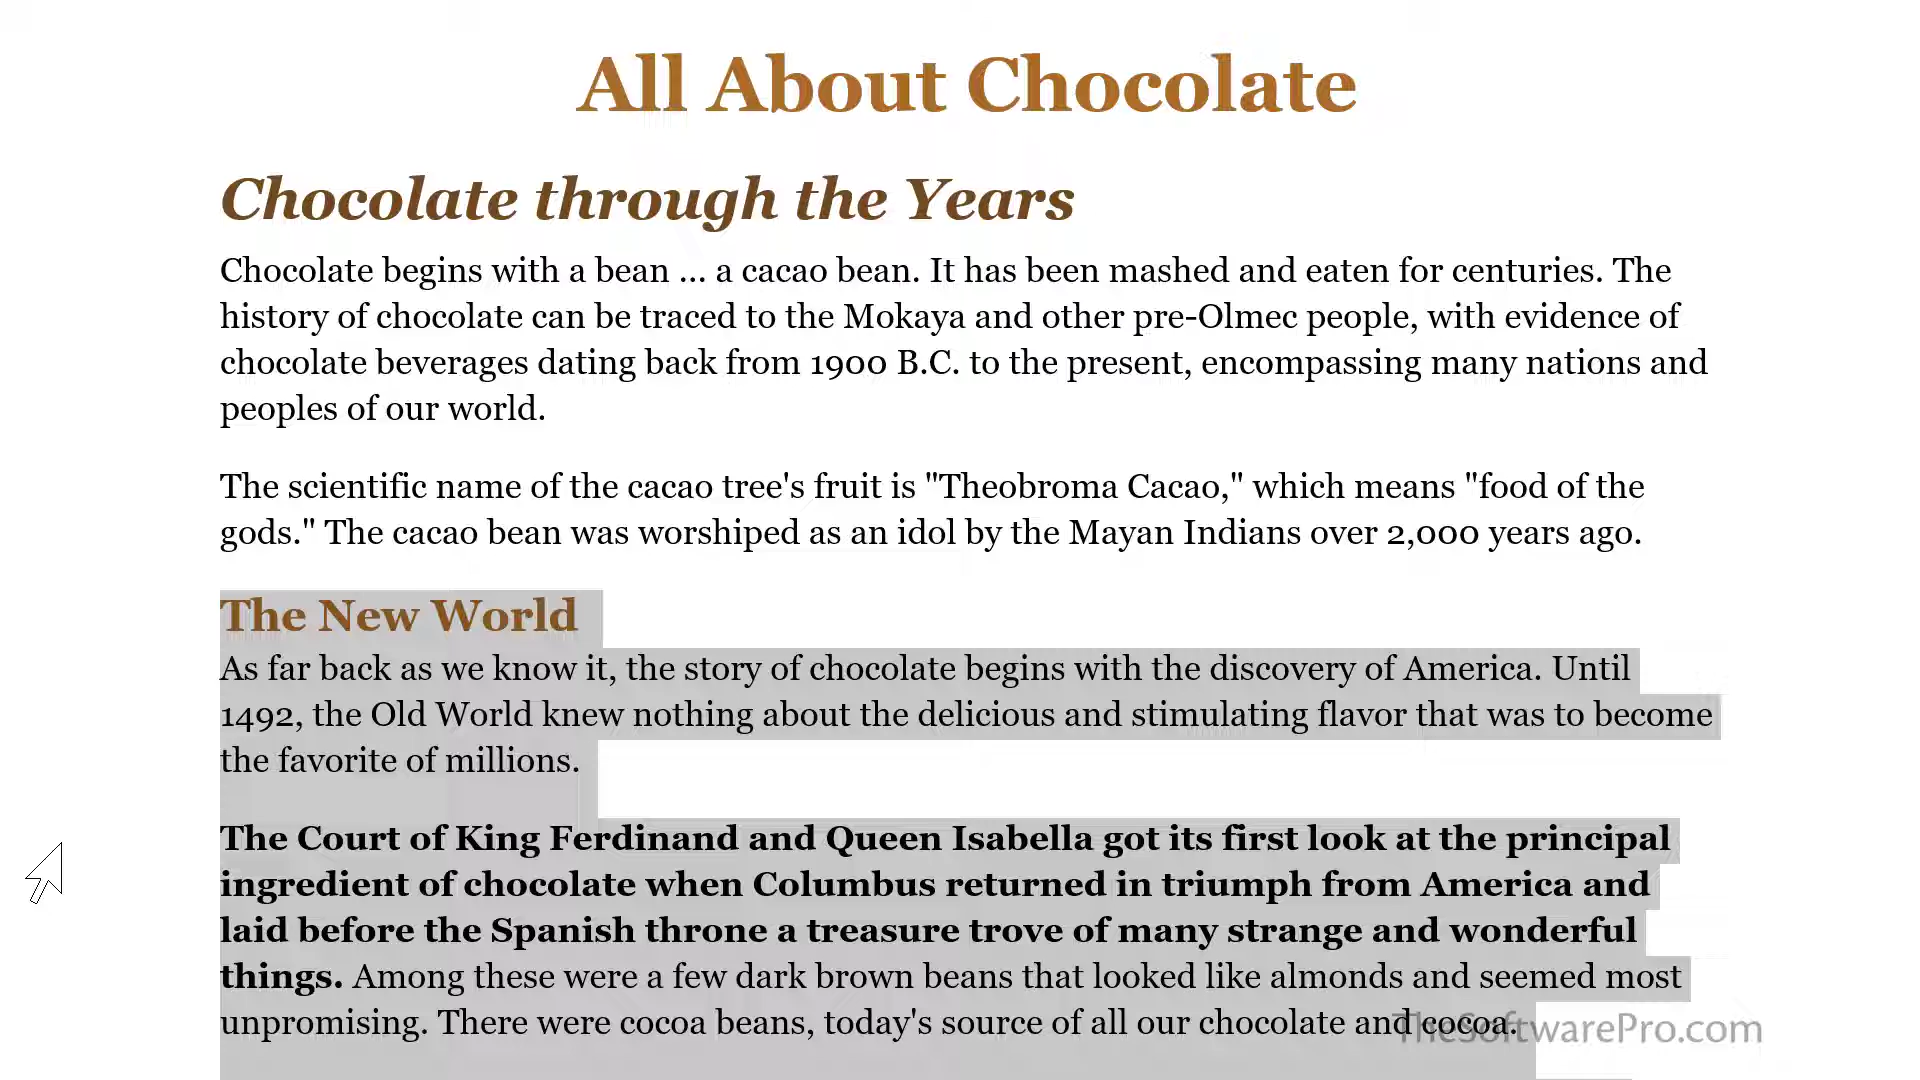 All About Chocolate
Chocolate through the Years
Chocolate begins with a bean ... a cacao bean. It has been mashed and eaten for centuries. The
history of chocolate can be traced to the Mokaya and other pre-Olmec people, with evidence of
chocolate beverages dating back from 1900 B.C. to the present, encompassing many nations and
peoples of our world.
The scientific name of the cacao tree's fruit is "Theobroma Cacao," which means "food of the
gods." The cacao bean was worshiped as an idol by the Mayan Indians over 2,000 years ago.
The New World
As far back as we know it, the story of chocolate begins with the discovery of America. Until
1492, the Old World knew nothing about the delicious and stimulating flavor that was to become
the favorite of millions.
The Court of King Ferdinand and Queen Isabella got its first look at the principal
ingredient of chocolate when Columbus returned in triumph from America and
laid before the Spanish throne a treasure trove of many strange and wonderful
things. Among these were a few dark brown beans that looked like almonds and seemed most
unpromising. There were cocoa beans, today's source of all our chocolate and cocoa.
TheSoftwarePro.com